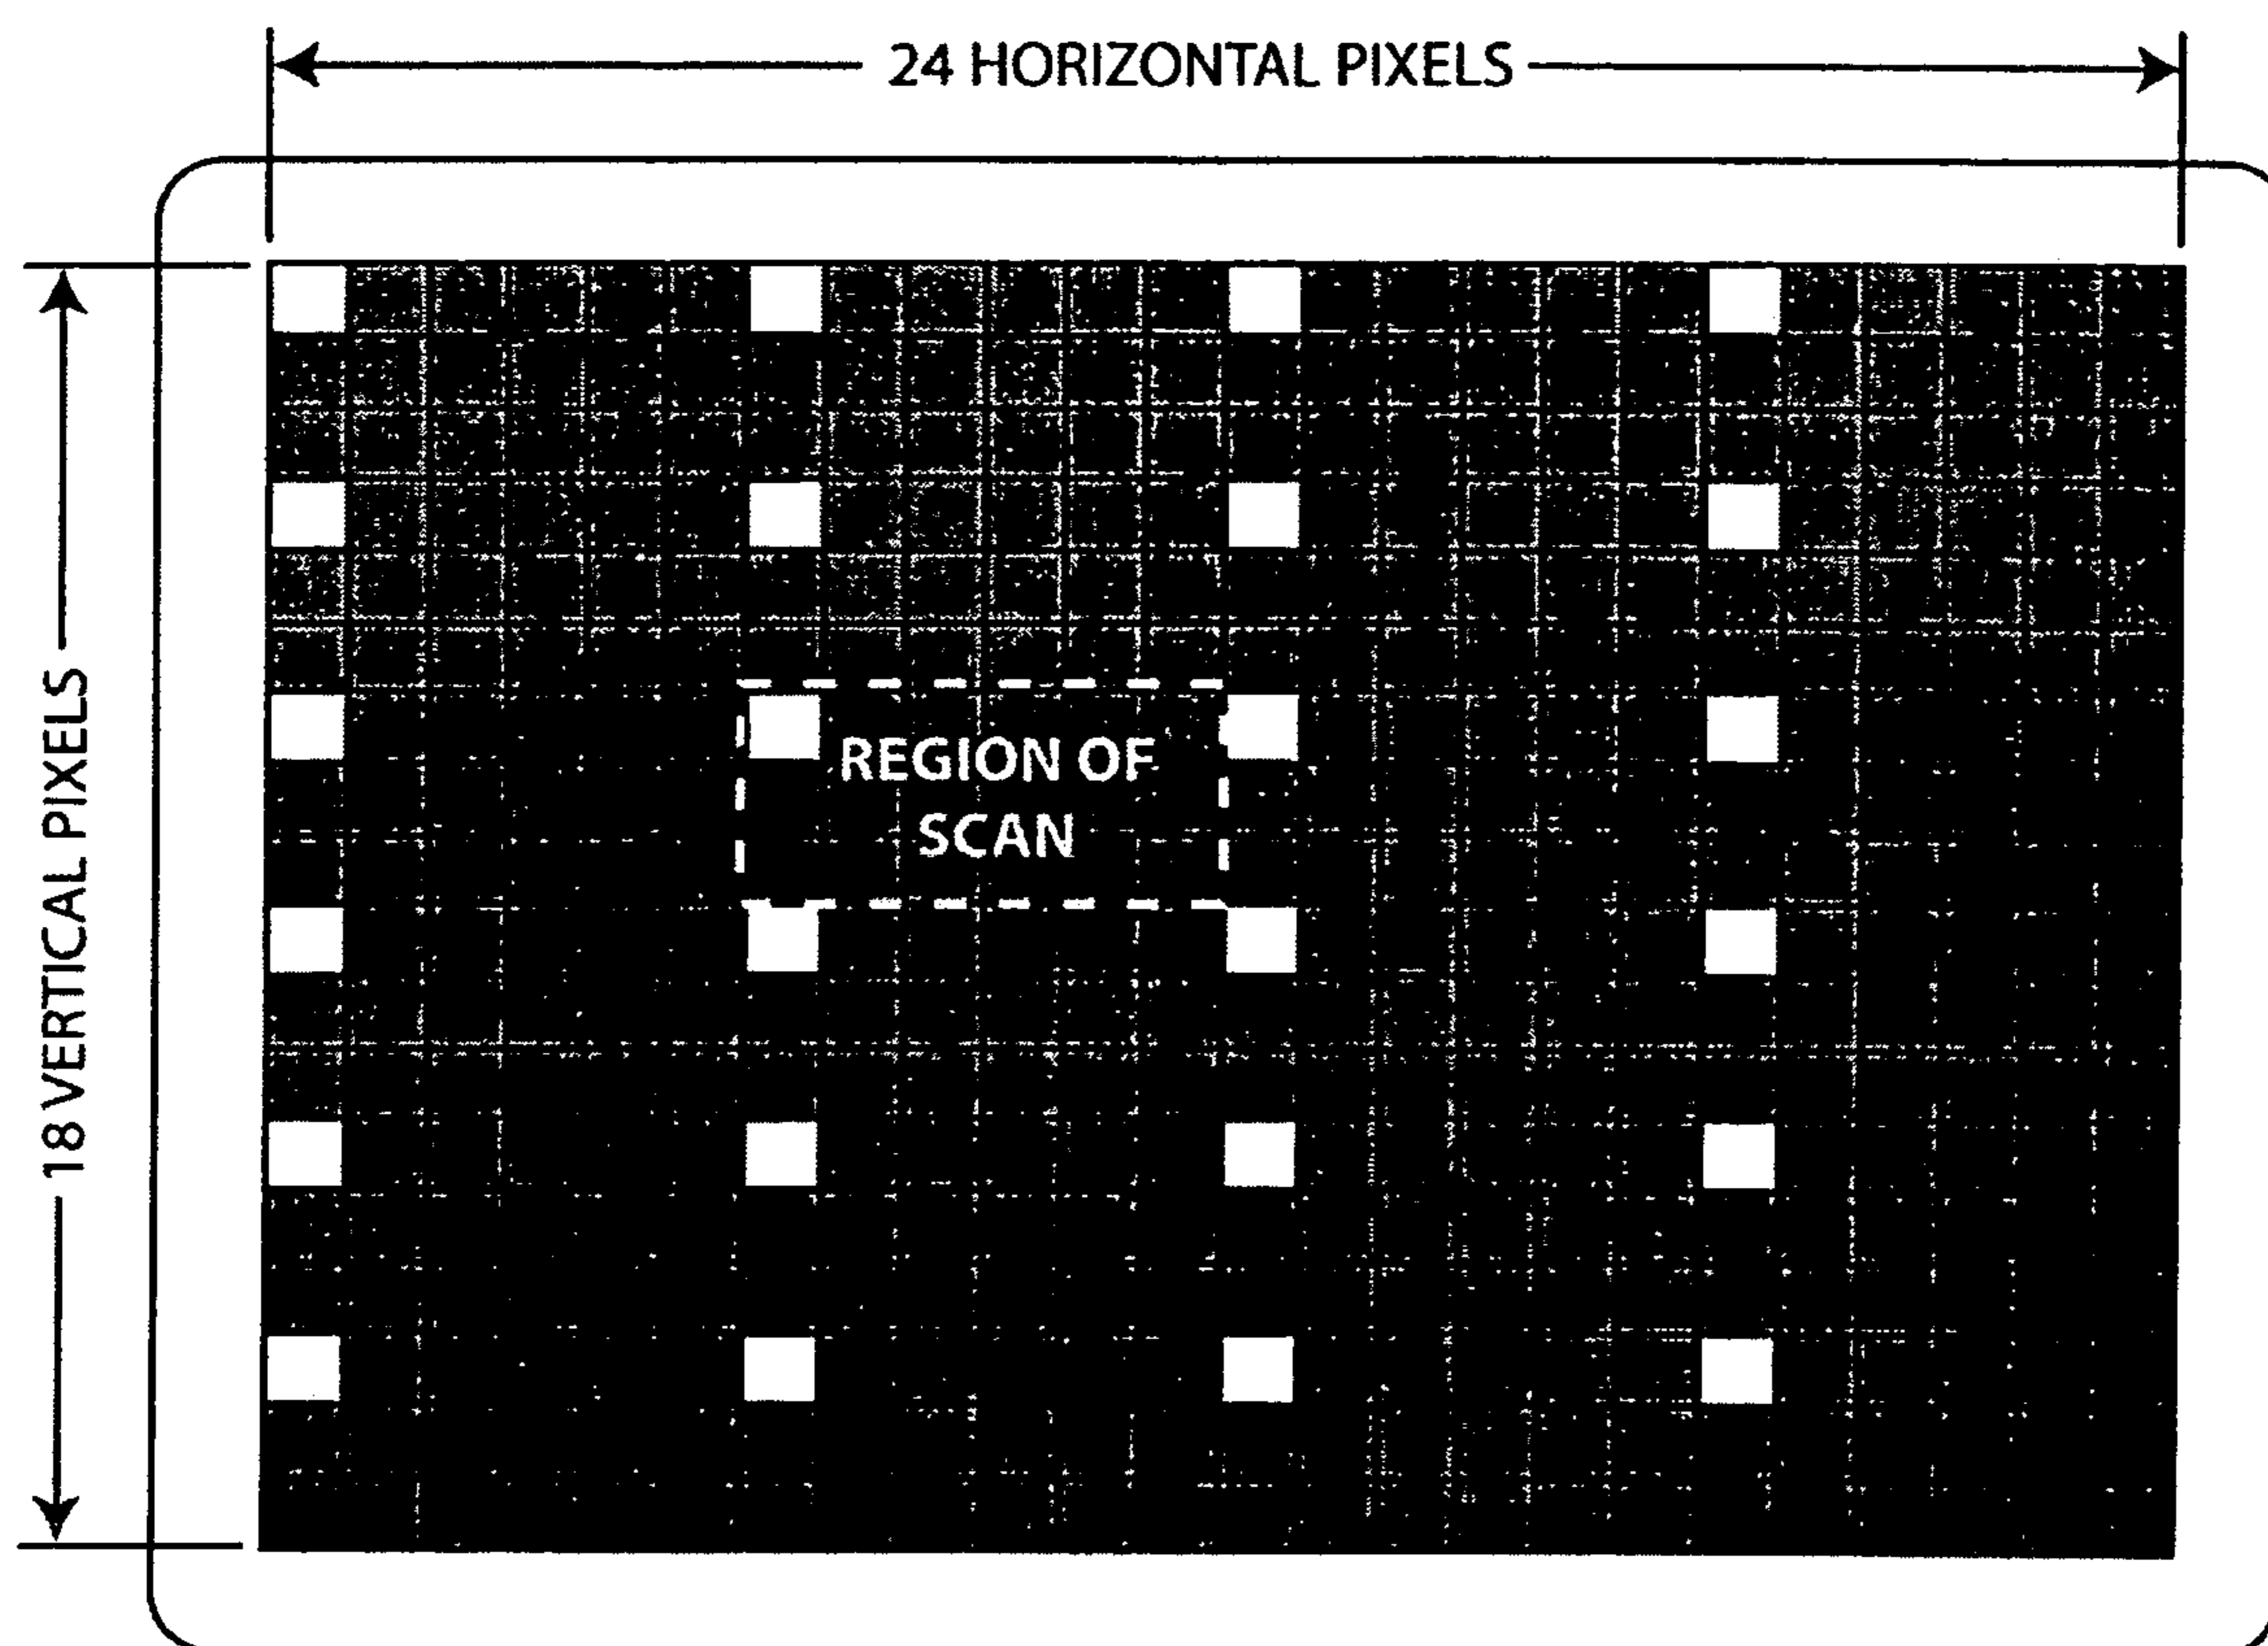 24 HORIZONTAL PIXELS
18 VERTICAL PIXELS
REGION OF
SCAN